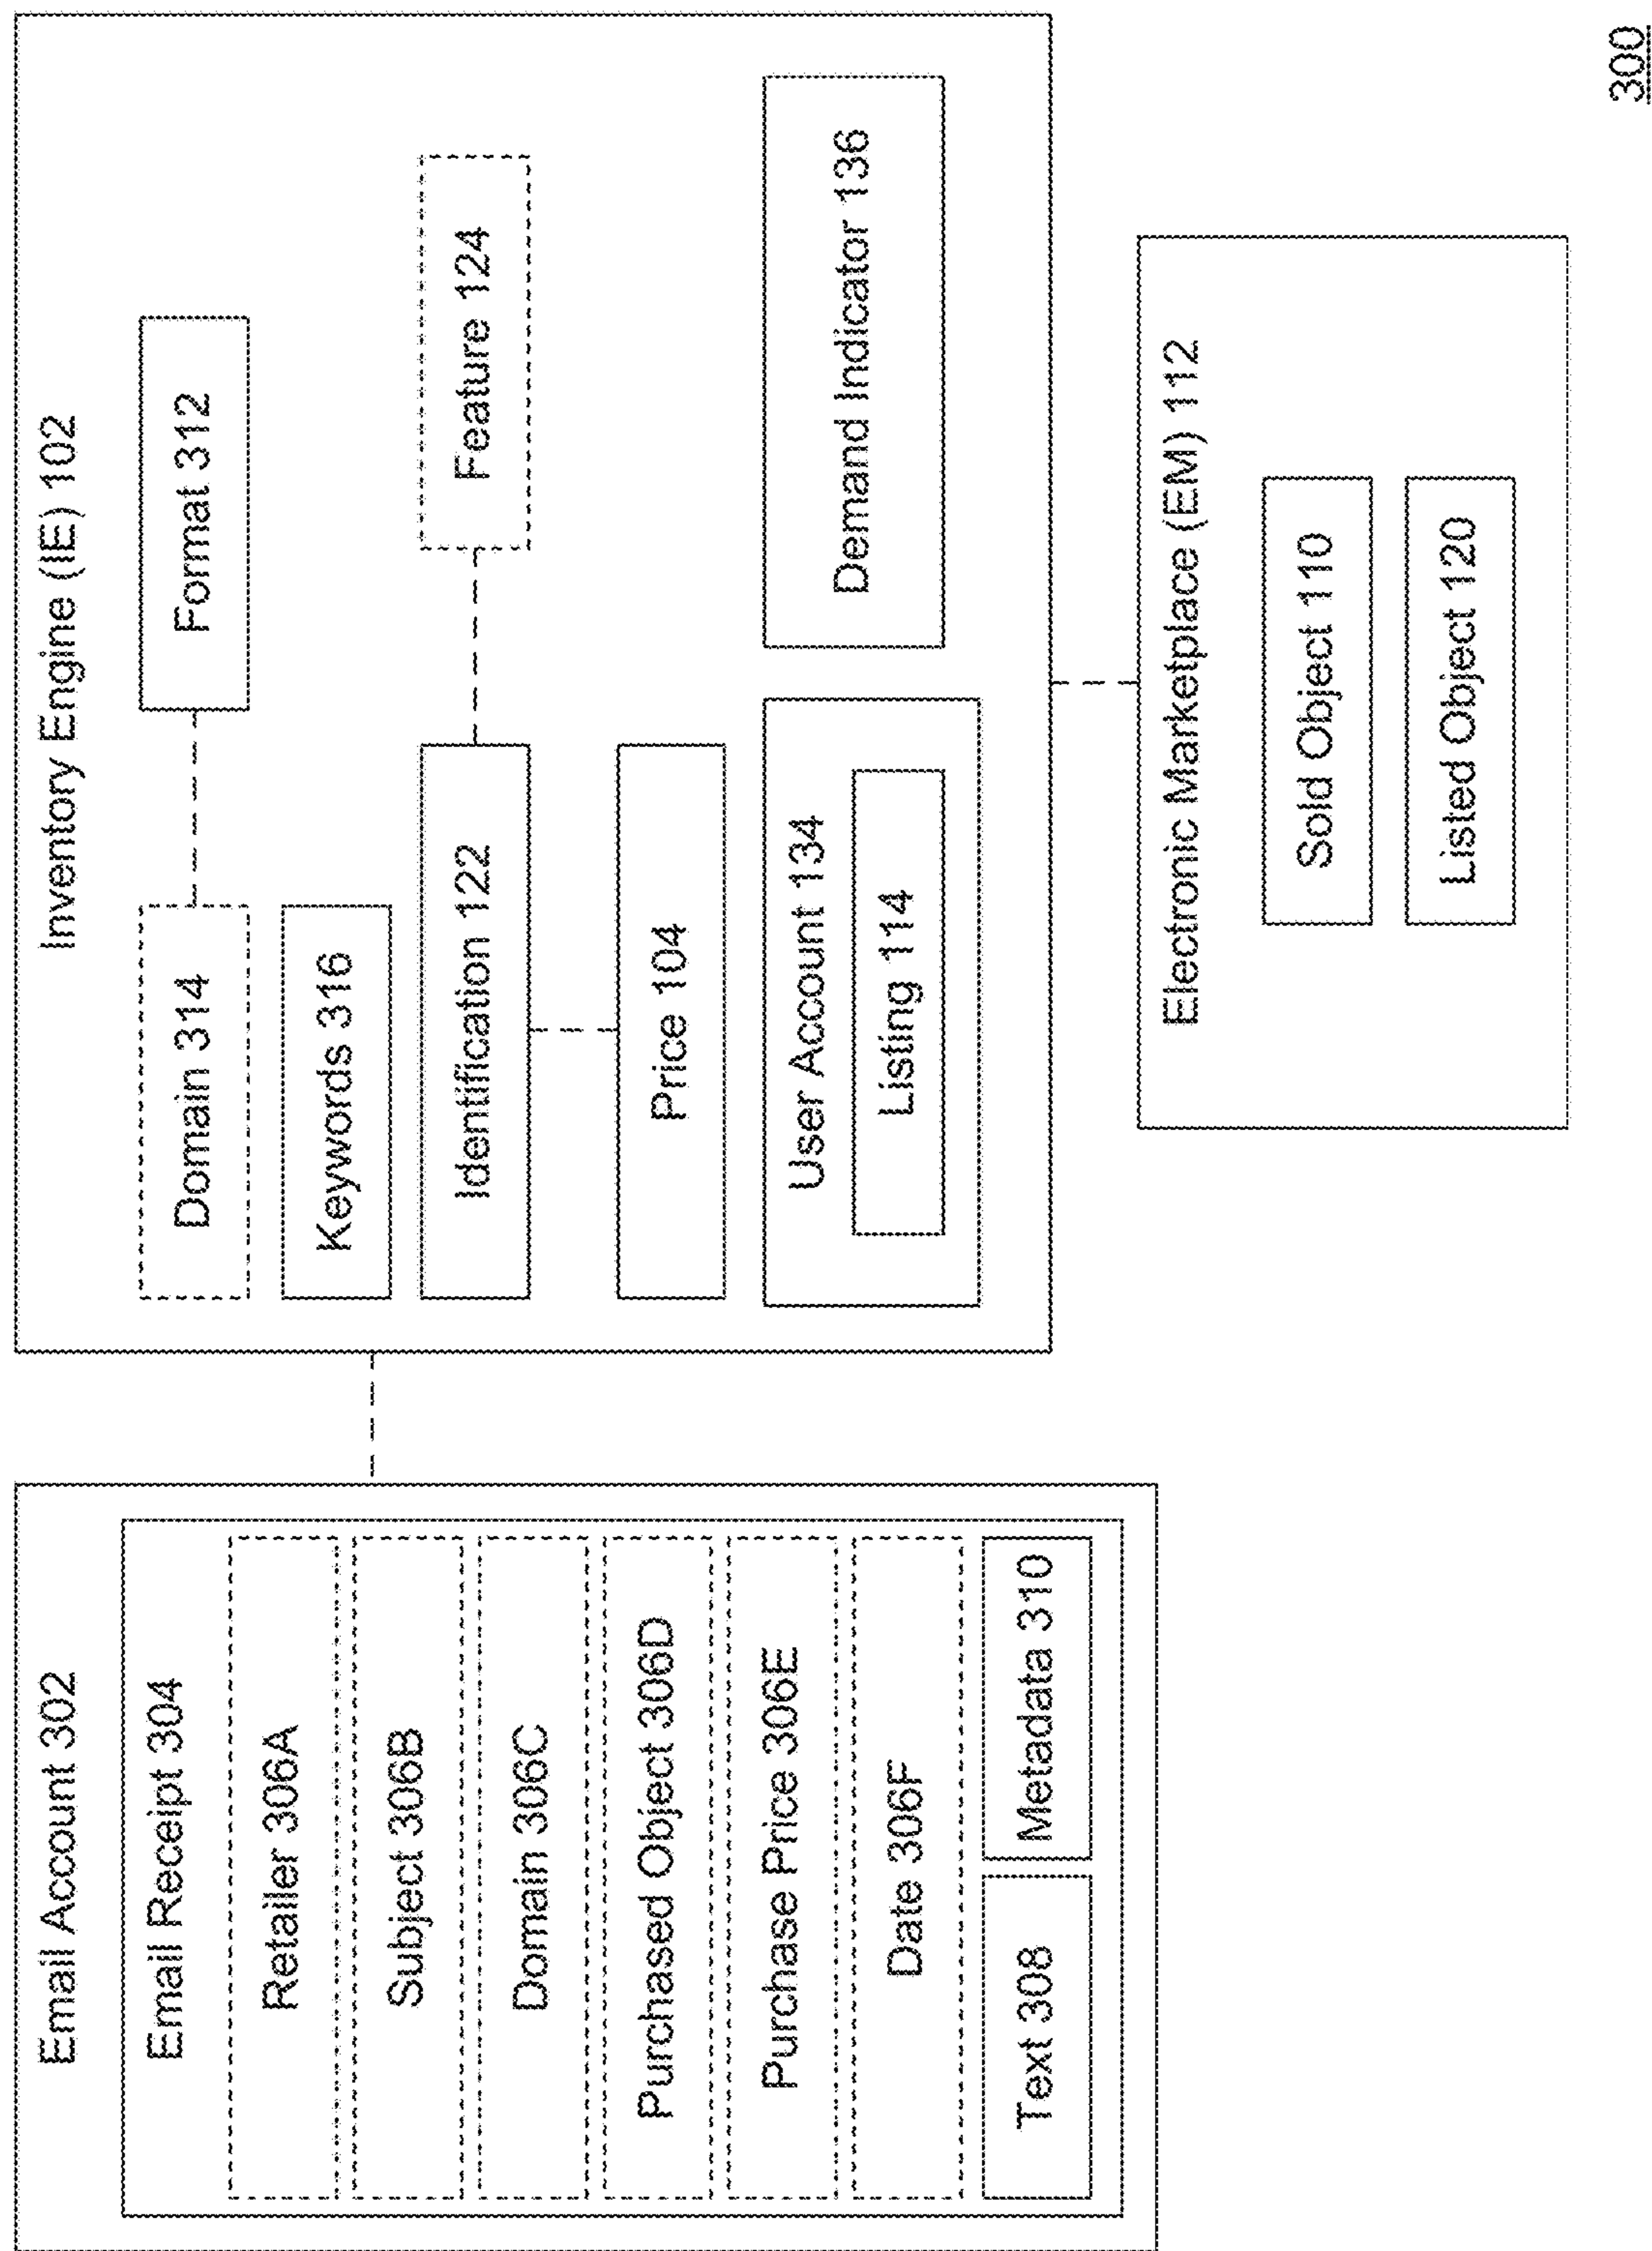 Email Account 302
Email Receipt 304
Retailer 306A
Subject 306B
Domain 306C
Purchased Object 306D
Purchase Price 306E
Date 306F
Text 308
Metadata 310
Inventory Engine (IE) 102
Domain 314
Format 312
Keywords 316
Identification 122
Feature 124
Price 104
User Account 134
Listing 114
Demand Indicator 136
Electronic Marketplace (EM) 112
Sold Object 110
Listed Object 120
300